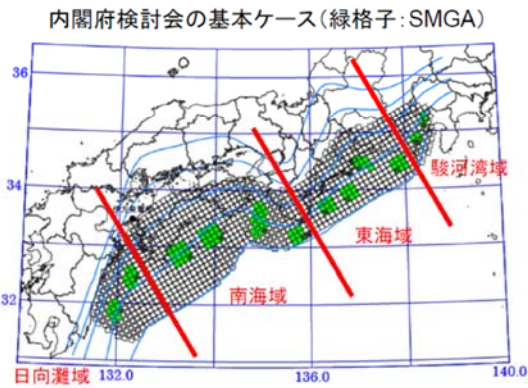 内閣府検討会の基本ケース(緑格子:SMGA)
36
駿河湾域
34
東海域
南海域
32
日向灘域
132.0
136.0
140.0